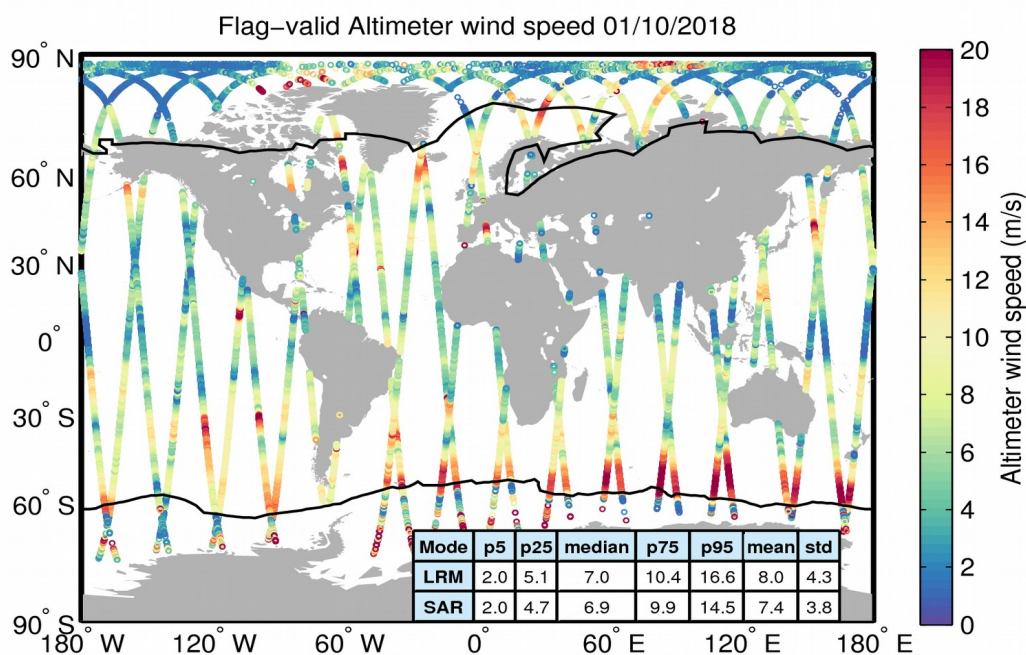 Flag−valid Altimeter wind speed 01/10/2018
90° N
60° N
30° N
0°
30° S
60° S
90° S
180° W
120° W
60° W
0°
60° E
120° E
180° E
20
18
16
14
12
10
8
6
4
2
0
Altimeter wind speed (m/s)
Mode p5 p25 median p75 p95 mean std
LRM 2.0 5.1 7.0 10.4 16.6 8.0 4.3
SAR 2.0 4.7 6.9 9.9 14.5 7.4 3.8